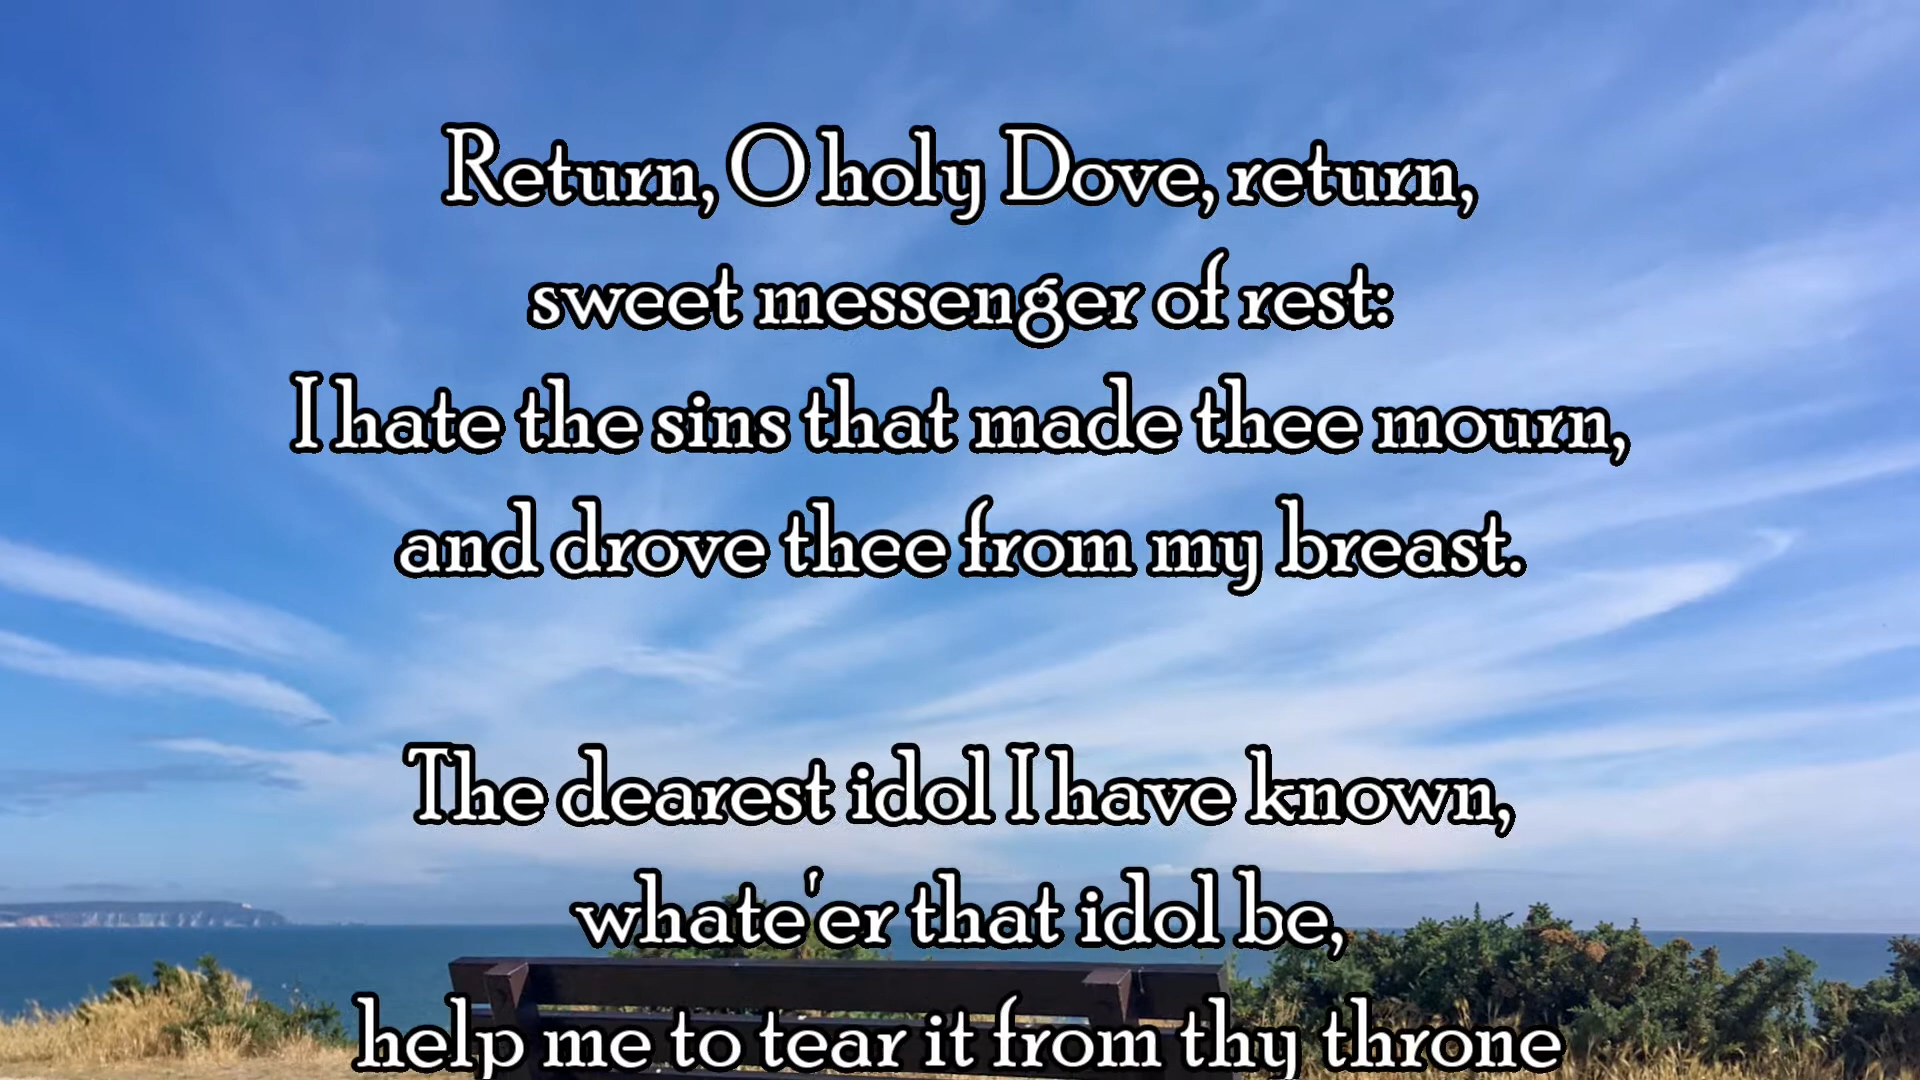 Return, O holy Dove, return,
sweet messenger of rest:
I hate the sins that made thee mourn,
and drove thee from my breast.
The dearest idol I have known,
whate'er that idol be,
help me to tear it from thy throne